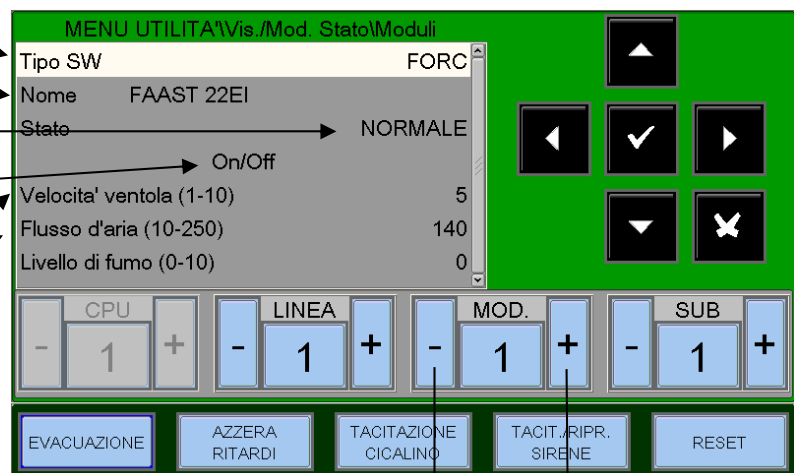 MENU UTILITA'\Vis./Mod. Stato\Moduli
Tipo SW FORC
Nome FAAST 22EI
Stato NORMALE
On/Off
Velocita' ventola (1-10) 5
Flusso d'aria (10-250) 140
Livello di fumo (0-10) 0
CPU LINEA MOD. SUB
- 1 + - 1 + - 1 + - 1 +
EVACUAZIONE AZZERA RITARDI TACITAZIONE CICALINO TACIT./RIPR. SIRENE RESET